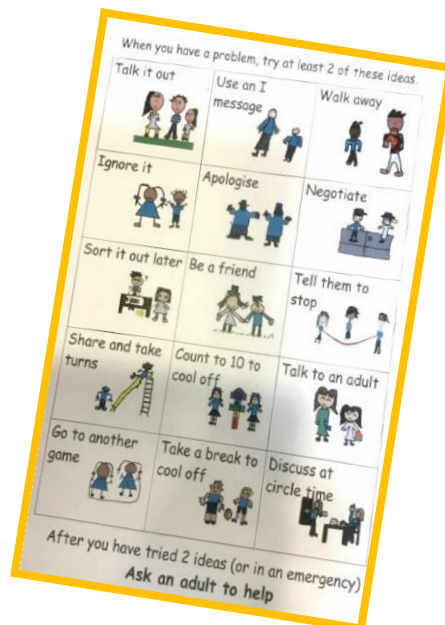 When you have a problem, try at least 2 of these ideas.
Talk it out
Use an I
message
Walk away
Ignore it
Apologise
Negotiate
Sort it out later
Be a friend
Tell them to
stop
Share and take
turns
Count to 10 to
cool off
Talk to an adult
Go to another
game
Take a break to
cool off
Discuss at
circle time
After you have tried 2 ideas (or in an emergency)
Ask an adult to help